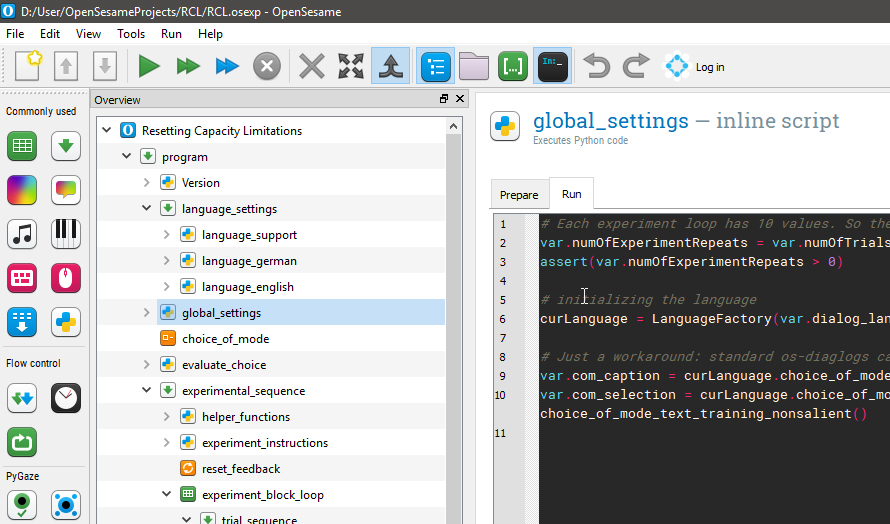 D:/User/OpenSesameProjects/RCL/RCL.osexp - OpenSesame
File Edit View Tools Run Help
In:_
Log in
Commonly used
Flow control
PyGaze
Overview
Resetting Capacity Limitations
program
Version
language_settings
language_support
language_german
language_english
global_settings
choice_of_mode
evaluate_choice
experimental_sequence
helper_functions
experiment_instructions
reset_feedback
experiment_block_loop
trial_sequence
global_settings — inline script
Executes Python code
Prepare Run
1 # Each experiment loop has 10 values. So the
2 var.numOfExperimentRepeats = var.numOfTrials
3 assert(var.numOfExperimentRepeats > 0)
4
5 # initializing the language
6 curLanguage = LanguageFactory(var.dialog_lan
7
8 # Just a workaround: standard os-diaglogs ca
9 var.com_caption = curLanguage.choice_of_mode
10 var.com_selection = curLanguage.choice_of_mo
choice_of_mode_text_training_nonsalient()
11